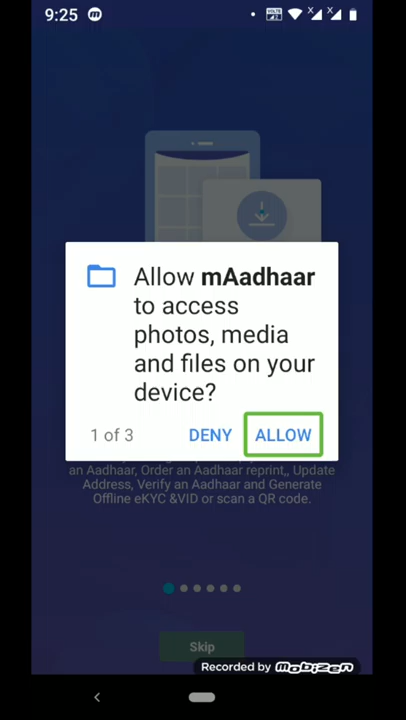 9:25
Allow mAadhaar
to access
photos, media
and files on your
device?
1 of 3 DENY ALLOW
an Aadhaar, Order an Aadhaar reprint,, Update
Address, Verify an Aadhaar and Generate
Offline eKYC &VID or scan a QR code.
Skip
Recorded by mobizen